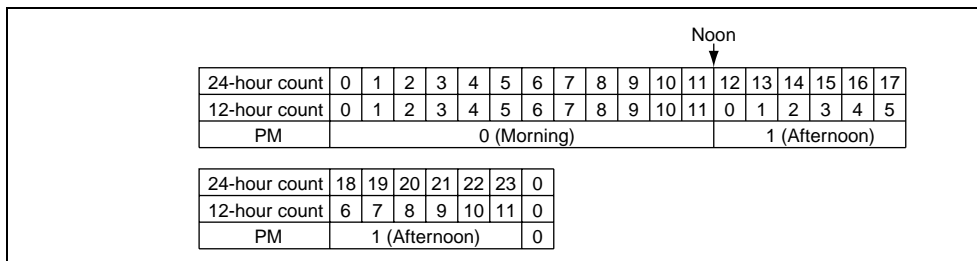 Noon
24-hour count 0 1 2 3 4 5 6 7 8 9 10 11 12 13 14 15 16 17
12-hour count 0 1 2 3 4 5 6 7 8 9 10 11 0 1 2 3 4 5
PM 0 (Morning) 1 (Afternoon)
24-hour count 18 19 20 21 22 23 0
12-hour count 6 7 8 9 10 11 0
PM 1 (Afternoon) 0